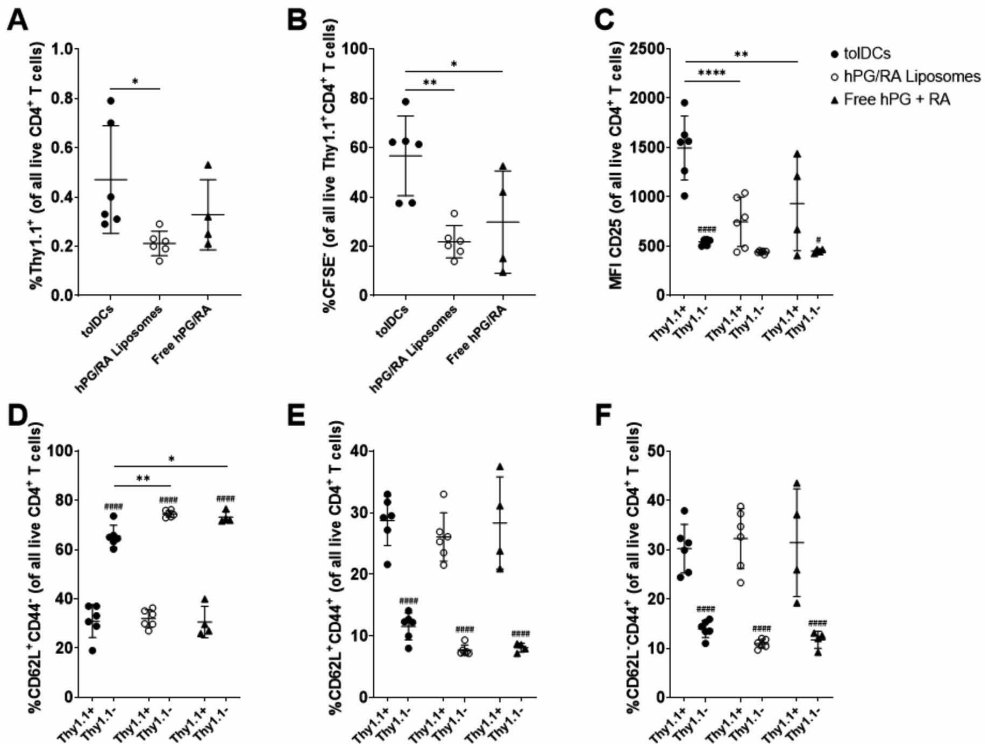 A
%Thy1.1⁺ (of all live CD4⁺ T cells)
1.0
0.8
0.6
0.4
0.2
0.0
*
tolDCs
hPG/RA Liposomes
Free hPG/RA
B
%CFSE⁻ (of all live Thy1.1⁺CD4⁺ T cells)
100
80
60
40
20
0
*
**
tolDCs
hPG/RA Liposomes
Free hPG/RA
C
MFI CD25 (of all live CD4⁺ T cells)
2500
2000
1500
1000
500
0
**
****
####
#
Thy1.1+
Thy1.1-
Thy1.1+
Thy1.1-
Thy1.1+
Thy1.1-
tolDCs
hPG/RA Liposomes
Free hPG + RA
D
%CD62L⁺CD44⁻ (of all live CD4⁺ T cells)
100
80
60
40
20
0
*
**
####
####
####
Thy1.1+
Thy1.1-
Thy1.1+
Thy1.1-
Thy1.1+
Thy1.1-
E
%CD62L⁺CD44⁺ (of all live CD4⁺ T cells)
40
30
20
10
0
####
####
####
Thy1.1+
Thy1.1-
Thy1.1+
Thy1.1-
Thy1.1+
Thy1.1-
F
%CD62L⁻CD44⁺ (of all live CD4⁺ T cells)
50
40
30
20
10
0
####
####
####
Thy1.1+
Thy1.1-
Thy1.1+
Thy1.1-
Thy1.1+
Thy1.1-